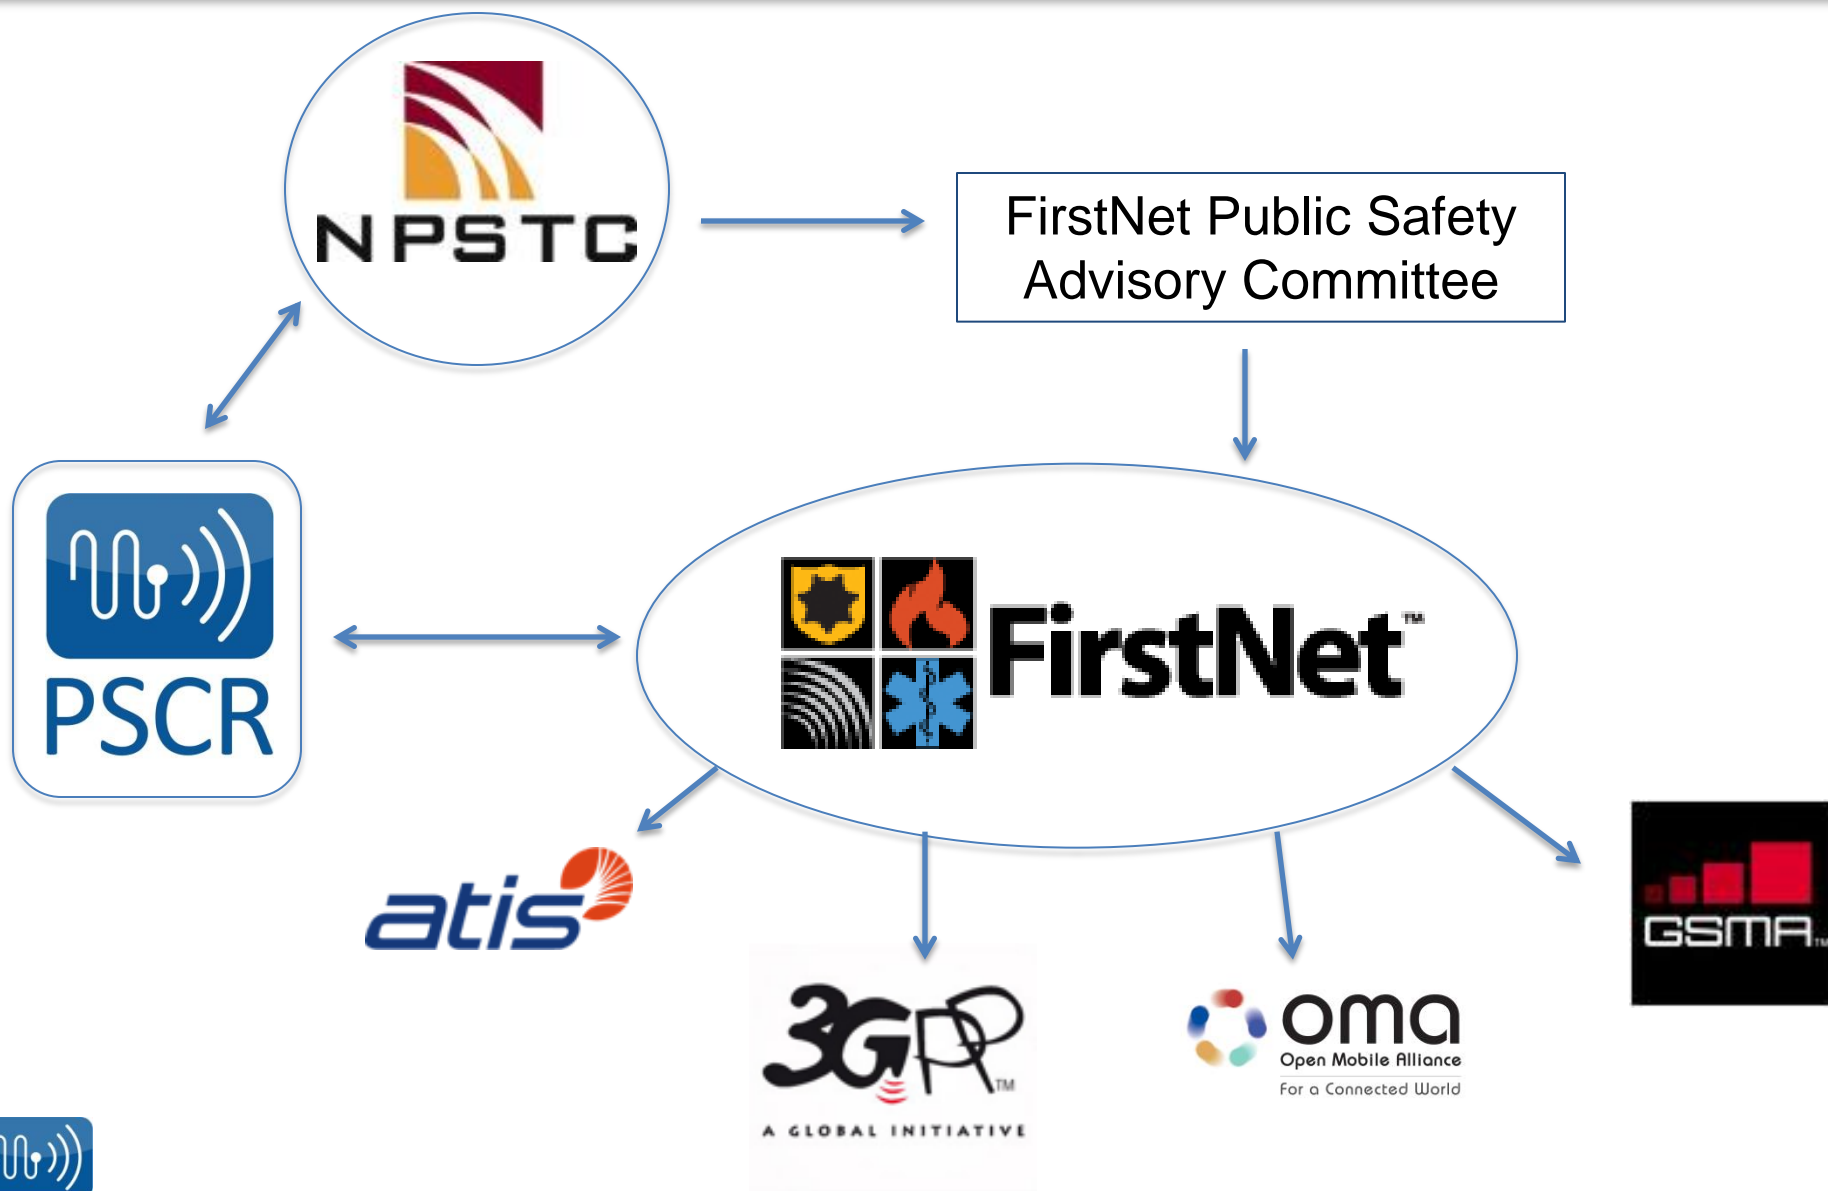 NPSTC
FirstNet Public Safety
Advisory Committee
PSCR
FirstNet™
atis
3GPP™
A GLOBAL INITIATIVE
oma
Open Mobile Alliance
For a Connected World
GSMA™